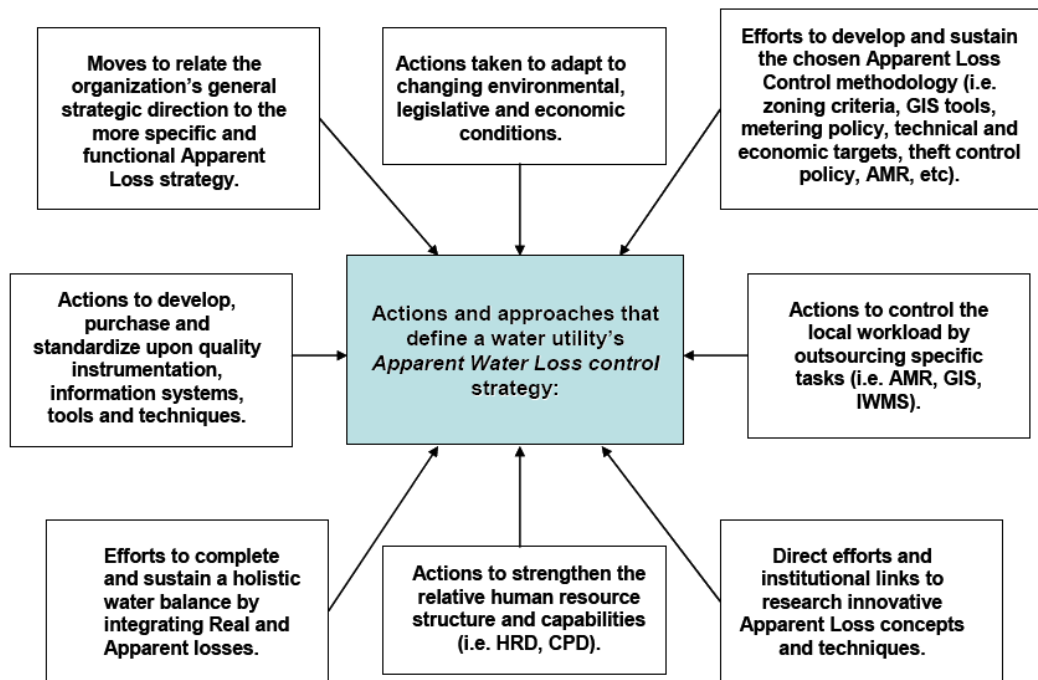 Moves to relate the
organization's general
strategic direction to the
more specific and
functional Apparent
Loss strategy.
Actions taken to adapt to
changing environmental,
legislative and economic
conditions.
Efforts to develop and sustain
the chosen Apparent Loss
Control methodology (i.e.
zoning criteria, GIS tools,
metering policy, technical and
economic targets, theft control
policy, AMR, etc).
Actions to develop,
purchase and
standardize upon quality
instrumentation,
information systems,
tools and techniques.
Actions and approaches that
define a water utility's
Apparent Water Loss control
strategy:
Actions to control the
local workload by
outsourcing specific
tasks (i.e. AMR, GIS,
IWMS).
Efforts to complete
and sustain a holistic
water balance by
integrating Real and
Apparent losses.
Actions to strengthen the
relative human resource
structure and capabilities
(i.e. HRD, CPD).
Direct efforts and
institutional links to
research innovative
Apparent Loss concepts
and techniques.